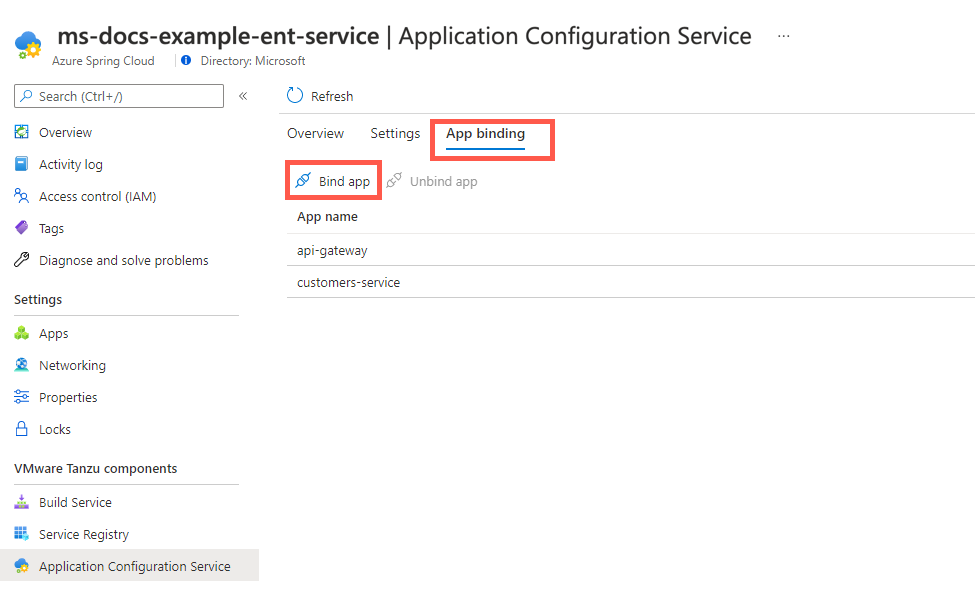 ms-docs-example-ent-service | Application Configuration Service ...
Azure Spring Cloud Directory: Microsoft
Search (Ctrl+/) «
Overview
Activity log
Access control (IAM)
Tags
Diagnose and solve problems
Settings
Apps
Networking
Properties
Locks
VMware Tanzu components
Build Service
Service Registry
Application Configuration Service
Refresh
Overview Settings App binding
Bind app Unbind app
App name
api-gateway
customers-service